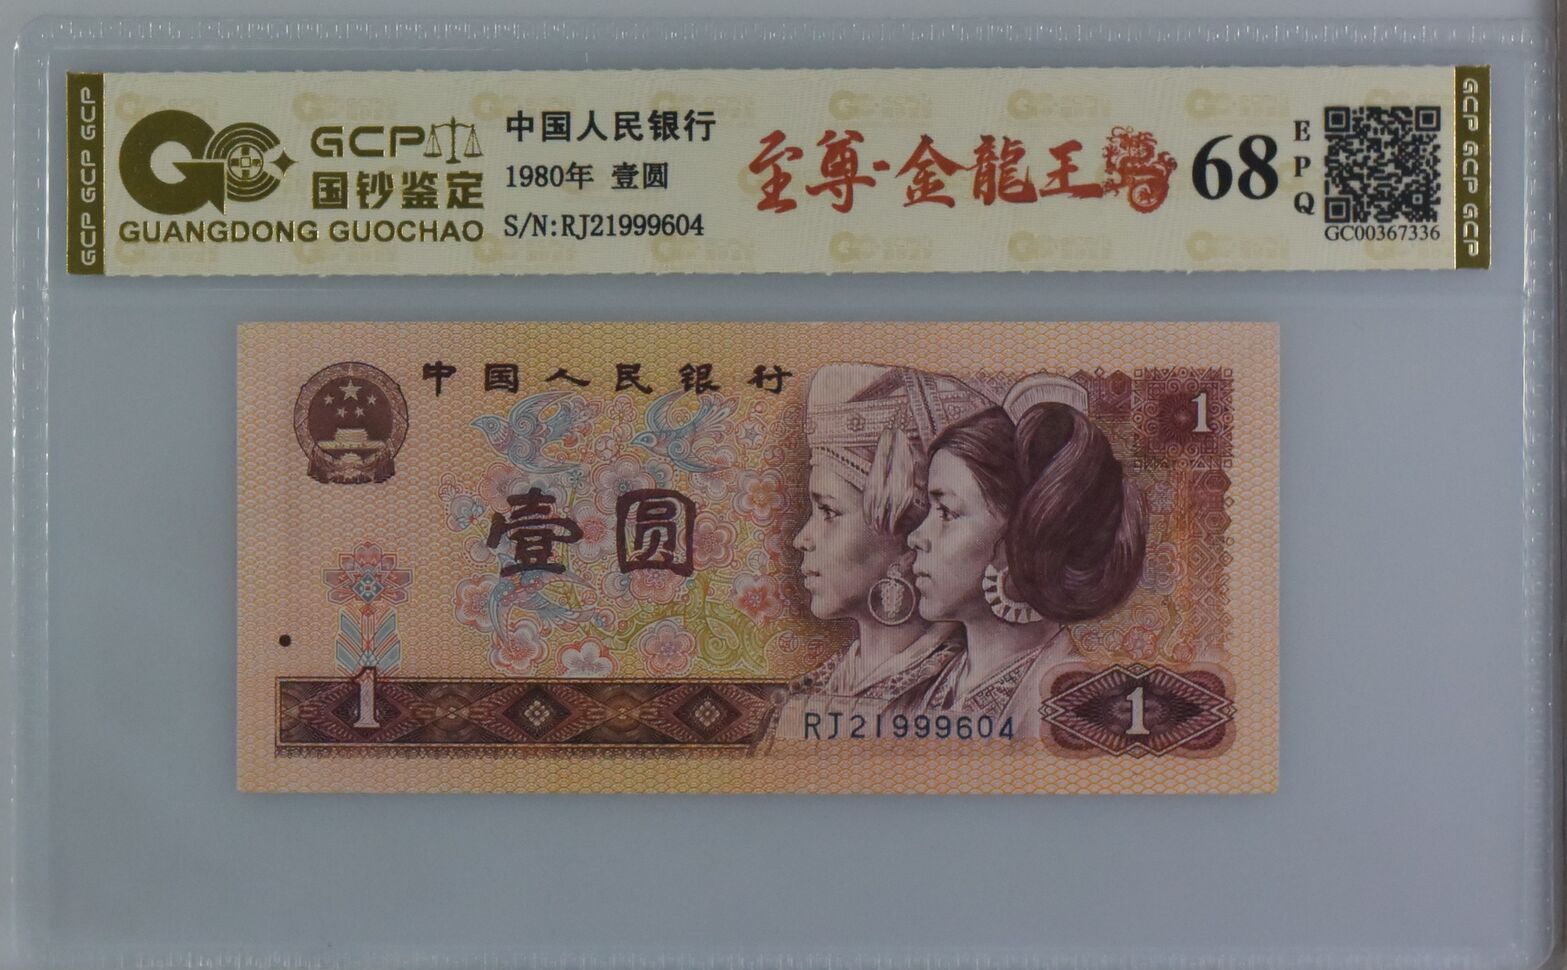 GCP GCP GCP
GCP
国钞鉴定
GUANGDONG GUOCHAO
中国人民银行
1980年 壹圆
S/N:RJ21999604
至尊·金龍王
68
EPQ
GC00367336
GCP GCP GCP
中国人民银行
1
壹圆
1
RJ21999604
1